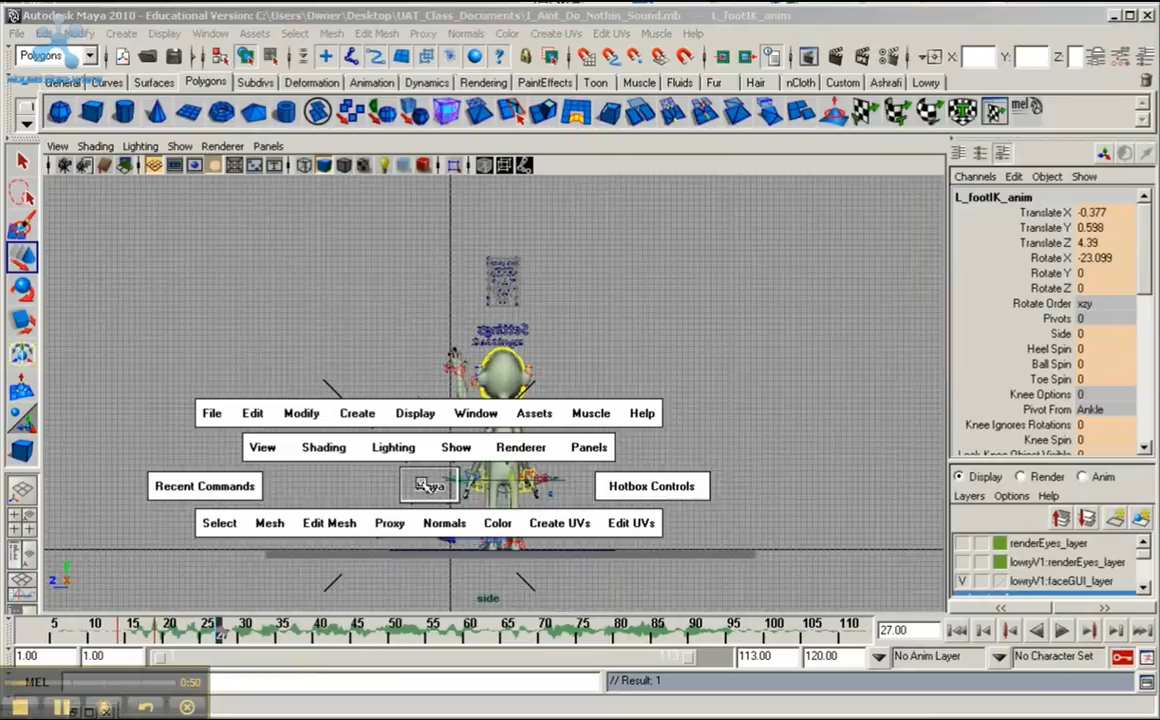 Autodesk Maya 2010 - Educational Version: C:\Users\Owner\Desktop\UAT_Class_Documents\I_Aint_Do_Nothin_Sound.mb --- L_footIK_anim
File Edit Modify Create Display Window Assets Select Mesh Edit Mesh Proxy Normals Color Create UVs Edit UVs Muscle Help
Polygons
X: Y: Z:
General Curves Surfaces Polygons Subdivs Deformation Animation Dynamics Rendering PaintEffects Toon Muscle Fluids Fur Hair nCloth Custom Ashrafi Lowry
mel
View Shading Lighting Show Renderer Panels
Channels Edit Object Show
L_footIK_anim
Translate X -0.377
Translate Y 0.598
Translate Z 4.39
Rotate X -23.099
Rotate Y 0
Rotate Z 0
Rotate Order xzy
Pivots 0
Side 0
Heel Spin 0
Ball Spin 0
Toe Spin 0
Knee Options 0
Pivot From Ankle
Knee Ignores Rotations 0
Knee Spin 0
Settings
File Edit Modify Create Display Window Assets Muscle Help
View Shading Lighting Show Renderer Panels
Recent Commands Maya Hotbox Controls
Select Mesh Edit Mesh Proxy Normals Color Create UVs Edit UVs
Display Render Anim
Layers Options Help
renderEyes_layer
lowryV1:renderEyes_layer
V lowryV1:faceGUI_layer
side
<< >>
5 10 15 20 25 27 30 35 40 45 50 55 60 65 70 75 80 85 90 95 100 105 110
27.00
1.00 1.00 113.00 120.00 No Anim Layer No Character Set
MEL 0:50 // Result: 1